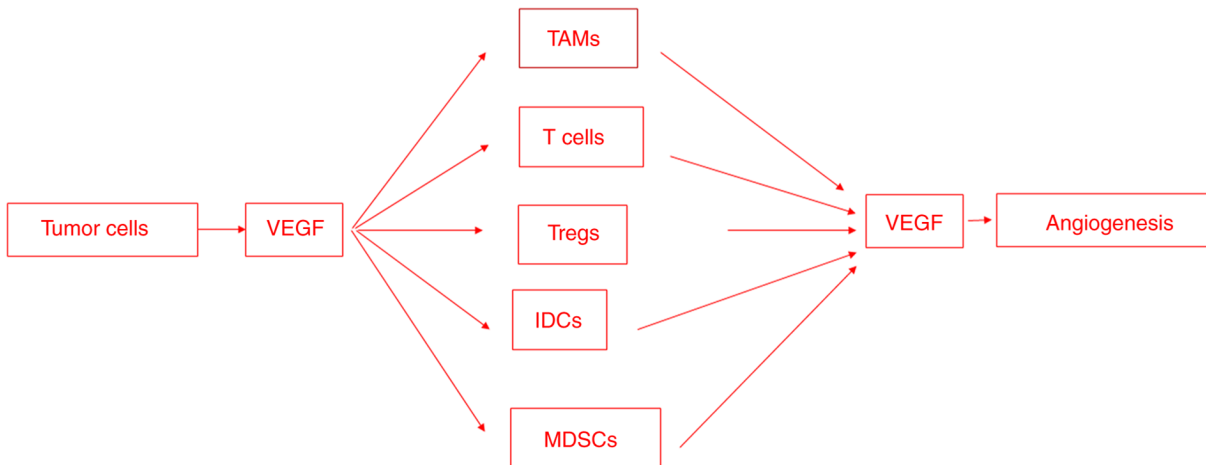 TAMs
T cells
Tumor cells
VEGF
Tregs
VEGF
Angiogenesis
IDCs
MDSCs